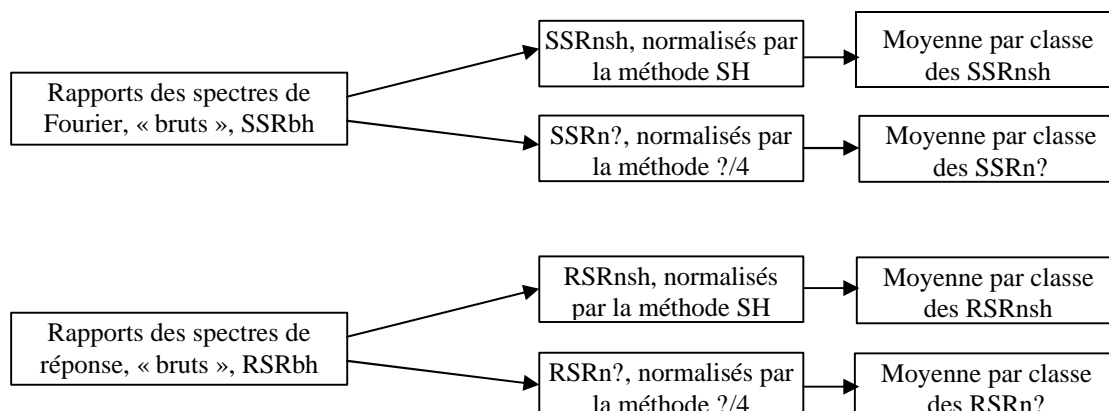 SSRnsh, normalisés par
la méthode SH
Moyenne par classe
des SSRnsh
Rapports des spectres de
Fourier, « bruts », SSRbh
SSRn?, normalisés par
la méthode ?/4
Moyenne par classe
des SSRn?
RSRnsh, normalisés
par la méthode SH
Moyenne par classe
des RSRnsh
Rapports des spectres de
réponse, « bruts », RSRbh
RSRn?, normalisés par
la méthode ?/4
Moyenne par classe
des RSRn?